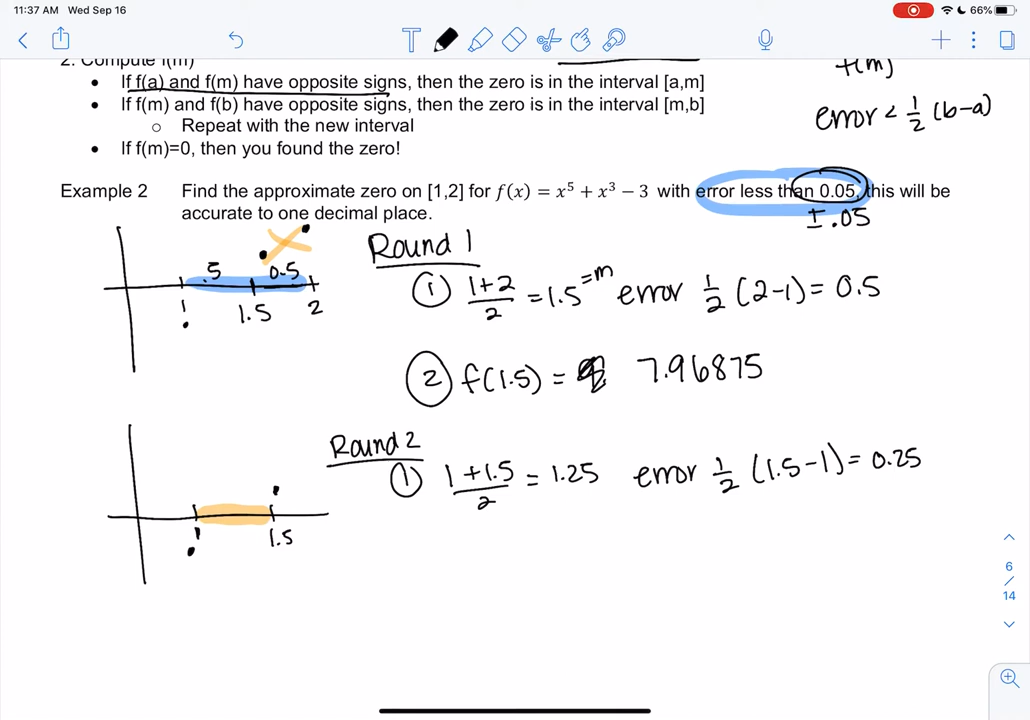 11:37 AM Wed Sep 16
66%
2. Compute f(m)
• If f(a) and f(m) have opposite signs, then the zero is in the interval [a,m]
• If f(m) and f(b) have opposite signs, then the zero is in the interval [m,b]
o Repeat with the new interval
• If f(m)=0, then you found the zero!
f(m)
error < 1/2 (b-a)
Example 2 Find the approximate zero on [1,2] for f(x) = x⁵ + x³ − 3 with error less than 0.05, this will be
accurate to one decimal place.
± .05
.5 0.5
1 1.5 2
Round 1
① (1+2)/2 = 1.5 = m error 1/2 (2-1) = 0.5
② f(1.5) = 7.96875
Round 2
① (1+1.5)/2 = 1.25 error 1/2 (1.5-1) = 0.25
1 1.5
6
/
14